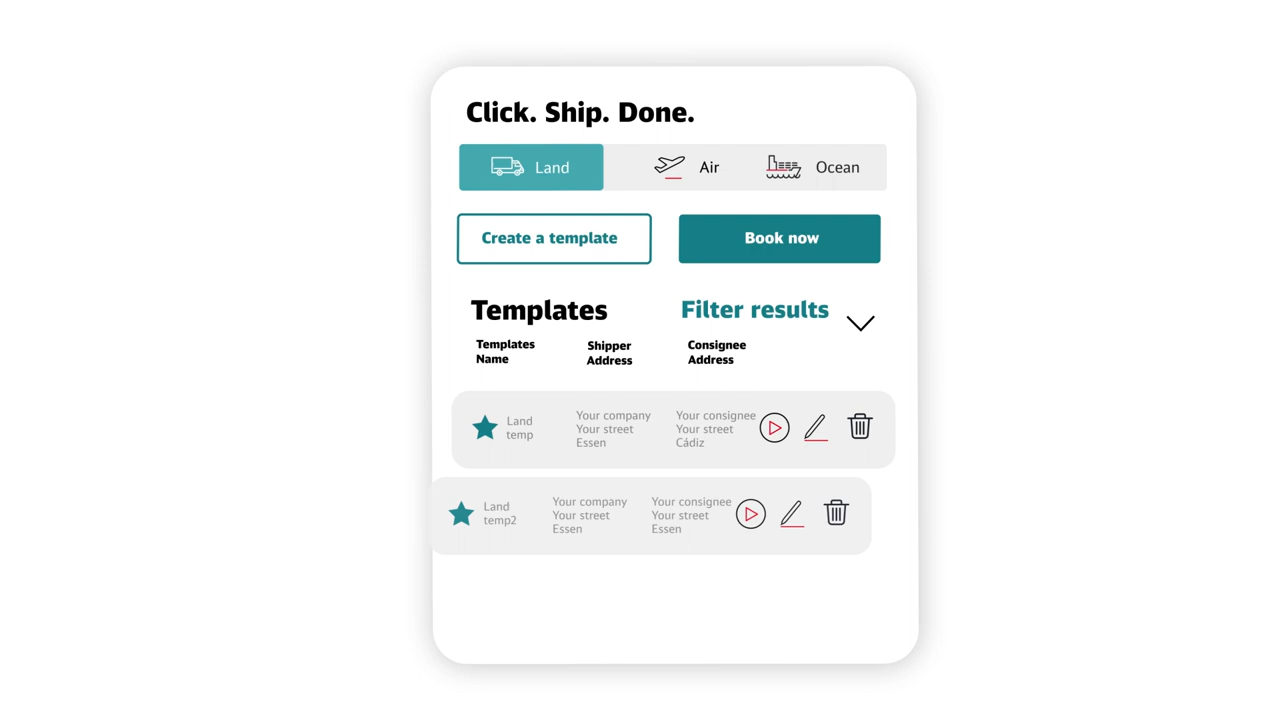 Click. Ship. Done.
Land Air Ocean
Create a template Book now
Templates Filter results
Templates Name
Shipper Address
Consignee Address
Land temp
Your company
Your street
Essen
Your consignee
Your street
Cádiz
Land temp2
Your company
Your street
Essen
Your consignee
Your street
Essen